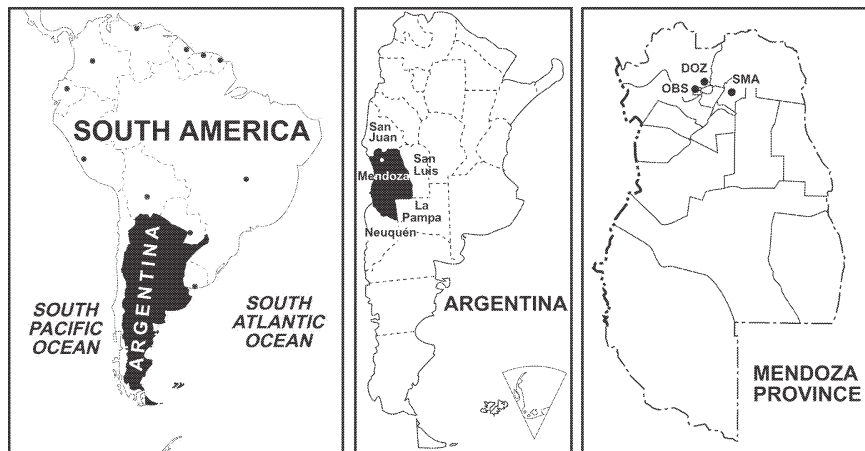 SOUTH AMERICA
ARGENTINA
SOUTH
PACIFIC
OCEAN
SOUTH
ATLANTIC
OCEAN
San
Juan
Mendoza
San
Luis
La
Pampa
Neuquén
ARGENTINA
DOZ
OBS
SMA
MENDOZA
PROVINCE